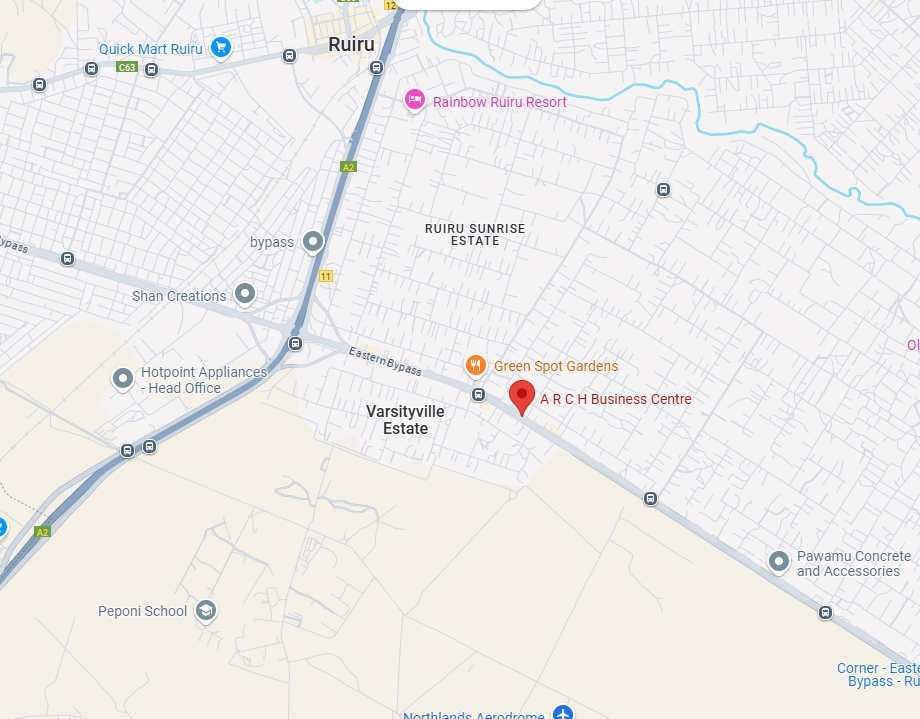 12
Ruiru
Quick Mart Ruiru
C63
Rainbow Ruiru Resort
A2
RUIRU SUNRISE
ESTATE
bypass
ypass
11
Shan Creations
Eastern Bypass
Ol
Hotpoint Appliances
- Head Office
Green Spot Gardens
A R C H Business Centre
Varsityville
Estate
A2
Pawamu Concrete
and Accessories
Peponi School
Corner - Easte
Bypass - Ru
Northlands Aerodrome